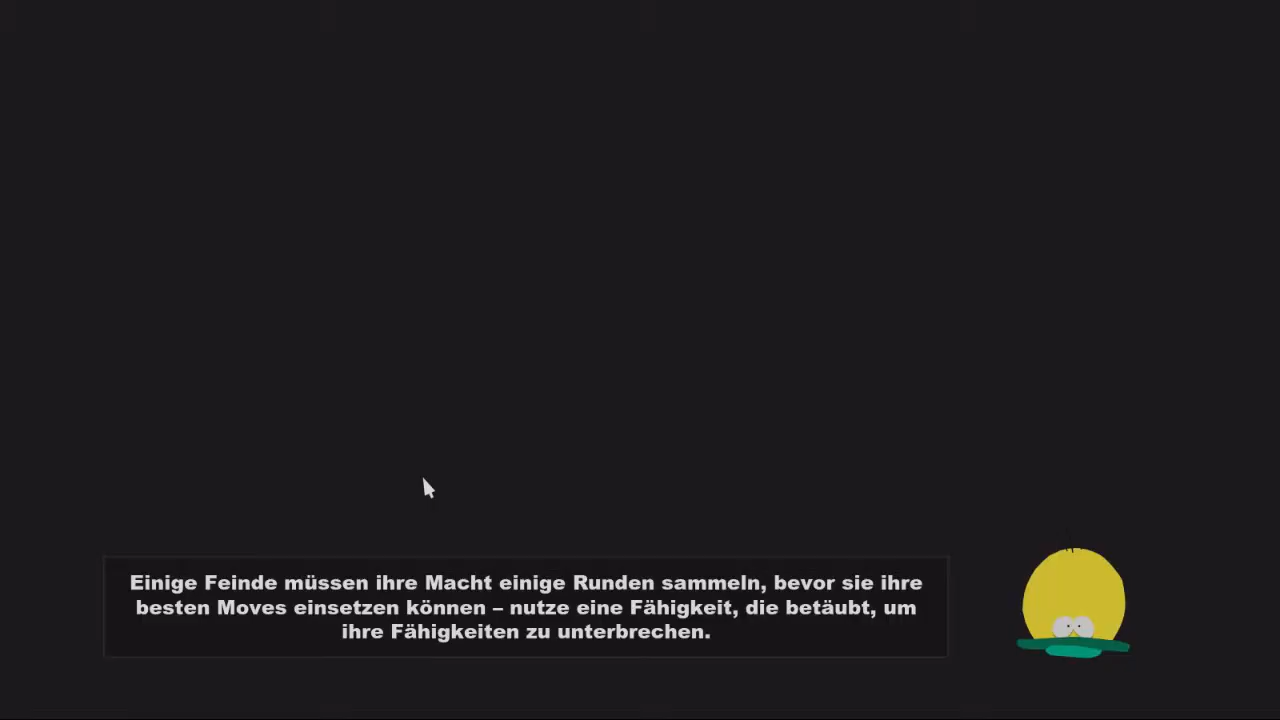 Einige Feinde müssen ihre Macht einige Runden sammeln, bevor sie ihre
besten Moves einsetzen können – nutze eine Fähigkeit, die betäubt, um
ihre Fähigkeiten zu unterbrechen.